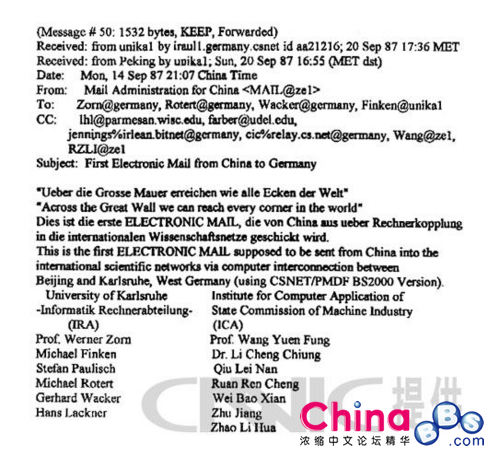 (Message # 50: 1532 bytes, KEEP, Forwarded)
Received: from unika1 by iraul1.germany.csnet id aa21216; 20 Sep 87 17:36 MET
Received: from Peking by unika1; Sun, 20 Sep 87 16:55 (MET dst)
Date: Mon, 14 Sep 87 21:07 China Time
From: Mail Administration for China <MAIL@ze1>
To: Zorn@germany, Rotert@germany, Wacker@germany, Finken@unika1
CC: lhl@parmesan.wisc.edu, farber@udel.edu,
jennings%irlean.bitnet@germany, cic%relay.cs.net@germany, Wang@ze1,
RZLI@ze1
Subject: First Electronic Mail from China to Germany
"Ueber die Grosse Mauer erreichen wie alle Ecken der Welt"
"Across the Great Wall we can reach every corner in the world"
Dies ist die erste ELECTRONIC MAIL, die von China aus ueber Rechnerkopplung
in die internationalen Wissenschaftsnetze geschickt wird.
This is the first ELECTRONIC MAIL supposed to be sent from China into the
international scientific networks via computer interconnection between
Beijing and Karlsruhe, West Germany (using CSNET/PMDF BS2000 Version).
University of Karlsruhe Institute for Computer Application of
-Informatik Rechnerabteilung- State Commission of Machine Industry
(IRA) (ICA)
Prof. Werner Zorn Prof. Wang Yuen Fung
Michael Finken Dr. Li Cheng Chiung
Stefan Paulisch Qiu Lei Nan
Michael Rotert Ruan Ren Cheng
Gerhard Wacker Wei Bao Xian
Hans Lackner Zhu Jiang
Zhao Li Hua
CNNIC 提供
China BBS .com
浓缩中文论坛精华